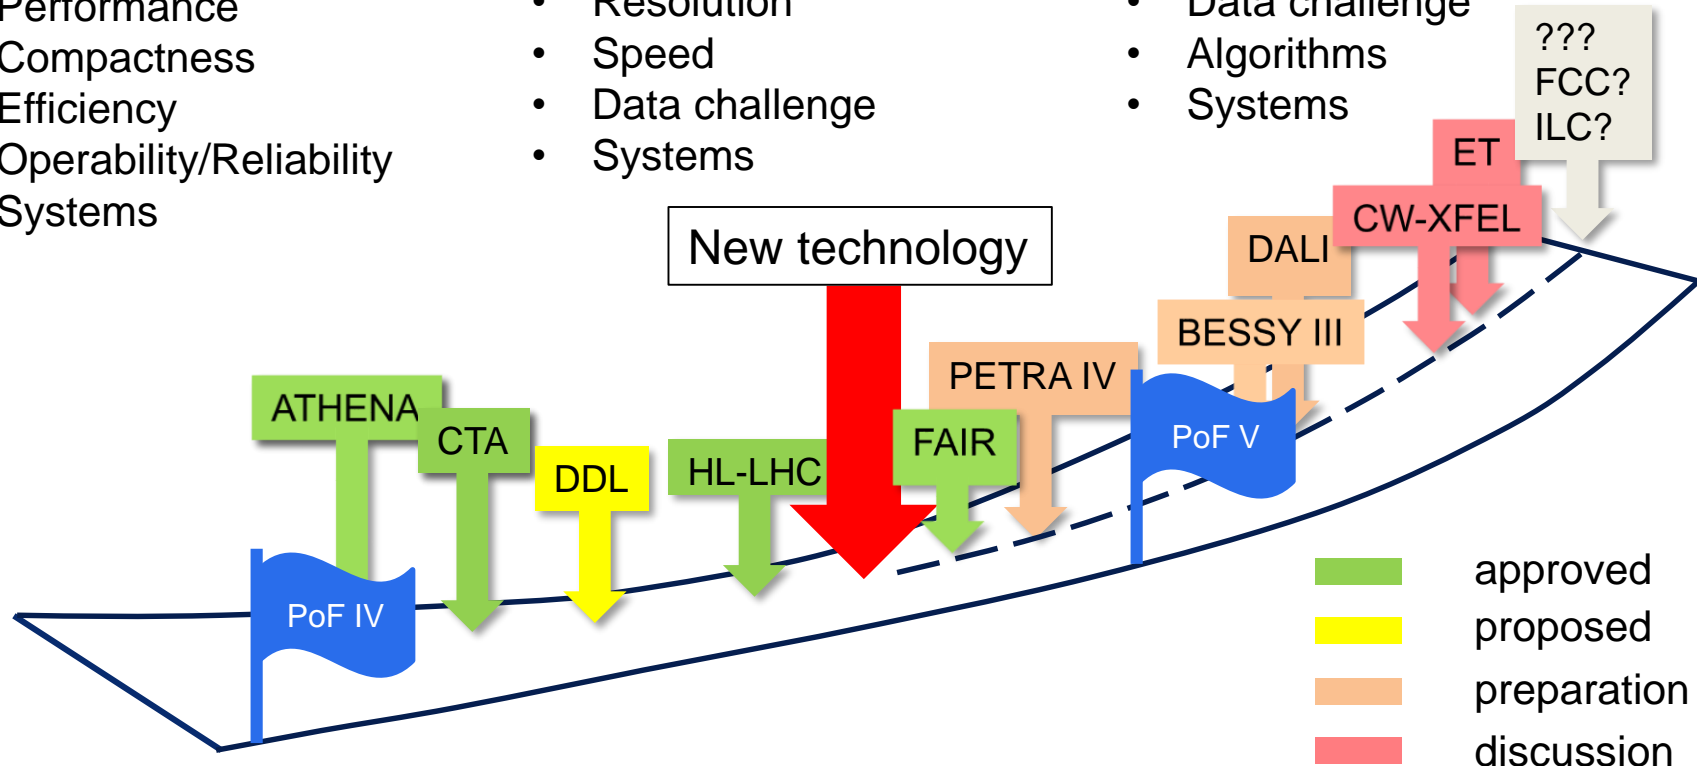 Performance
Compactness
Efficiency
Operability/Reliability
Systems
• Resolution
• Speed
• Data challenge
• Systems
• Data challenge
• Algorithms
• Systems
???
FCC?
ILC?
ET
CW-XFEL
DALI
BESSY III
New technology
PETRA IV
ATHENA
CTA
DDL
HL-LHC
FAIR
PoF V
PoF IV
approved
proposed
preparation
discussion